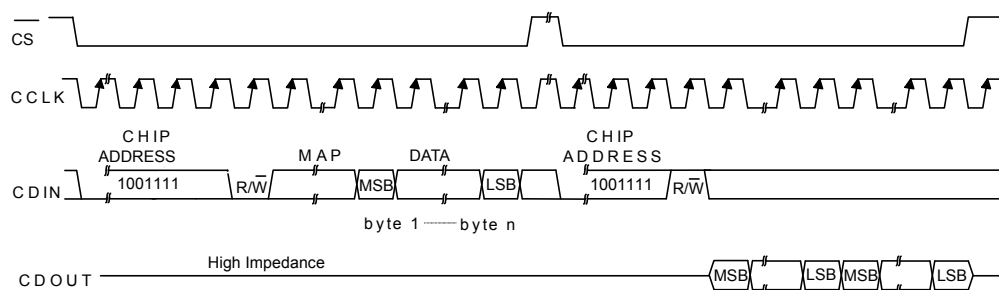 CS
CCLK
CHIP ADDRESS MAP DATA CHIP ADDRESS
CDIN 1001111 R/W MSB LSB 1001111 R/W
byte 1 byte n
High Impedance
CDOUT MSB LSB MSB LSB